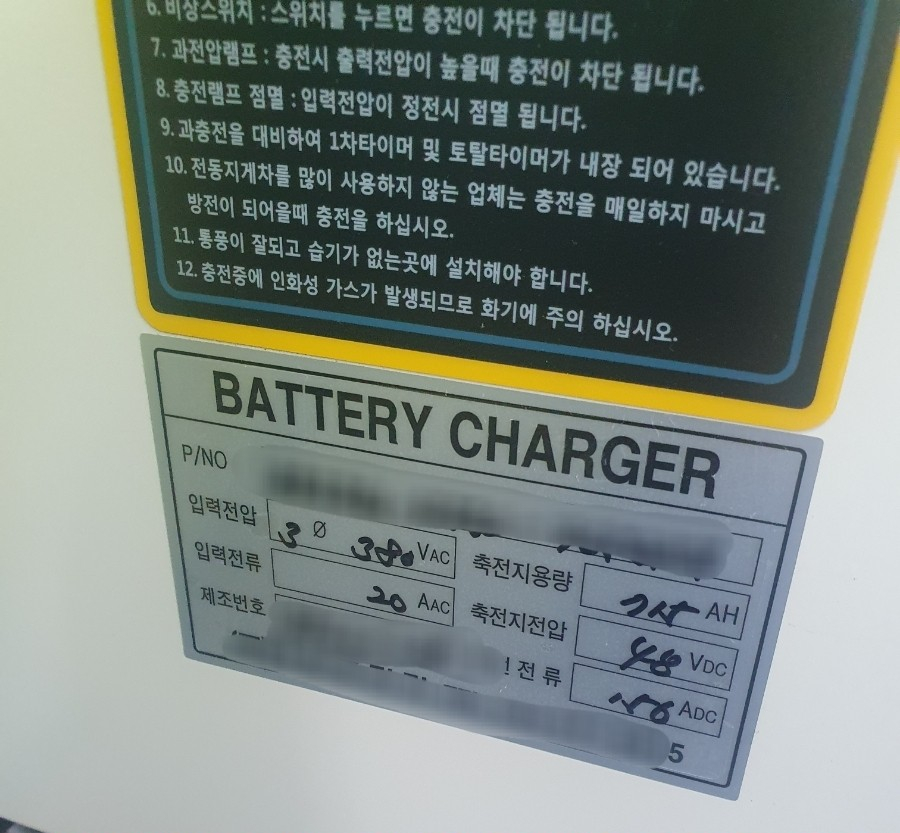 6. 비상스위치 : 스위치를 누르면 충전이 차단 됩니다.
7. 과전압램프 : 충전시 출력전압이 높을때 충전이 차단 됩니다.
8. 충전램프 점멸 : 입력전압이 정전시 점멸 됩니다.
9. 과충전을 대비하여 1차타이머 및 토탈타이머가 내장 되어 있습니다.
10. 전동지게차를 많이 사용하지 않는 업체는 충전을 매일하지 마시고
방전이 되어을때 충전을 하십시오.
11. 통풍이 잘되고 습기가 없는곳에 설치해야 합니다.
12. 충전중에 인화성 가스가 발생되므로 화기에 주의 하십시오.
BATTERY CHARGER
P/NO
입력전압 3 Ø 380 VAC
축전지용량 AH
입력전류 20 AAC
축전지전압 48 VDC
제조번호
전류 ADC
5